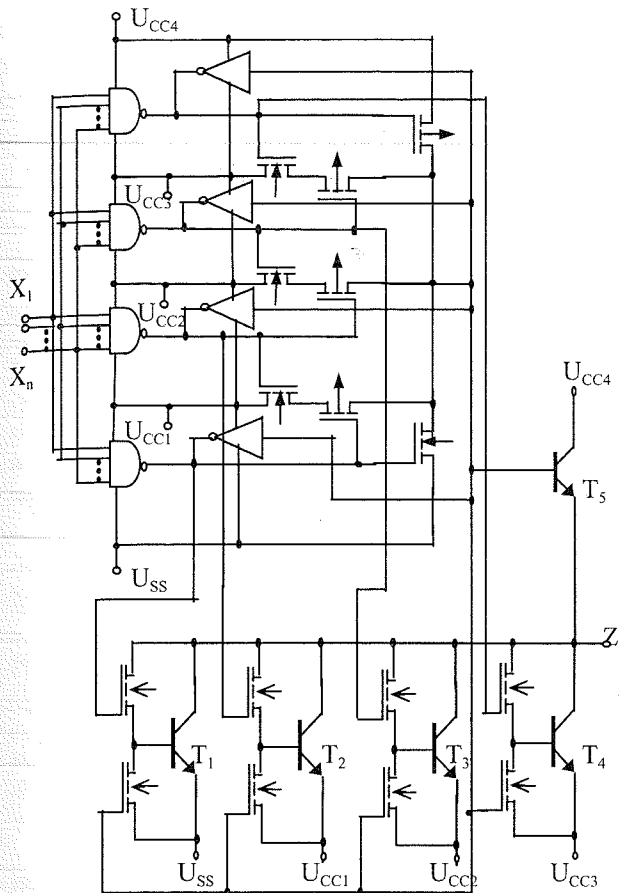 U_CC4
U_CC3
X_1
U_CC2
X_n
U_CC1
U_CC4
T_5
U_SS
Z
T_1
T_2
T_3
T_4
U_SS
U_CC1
U_CC2
U_CC3